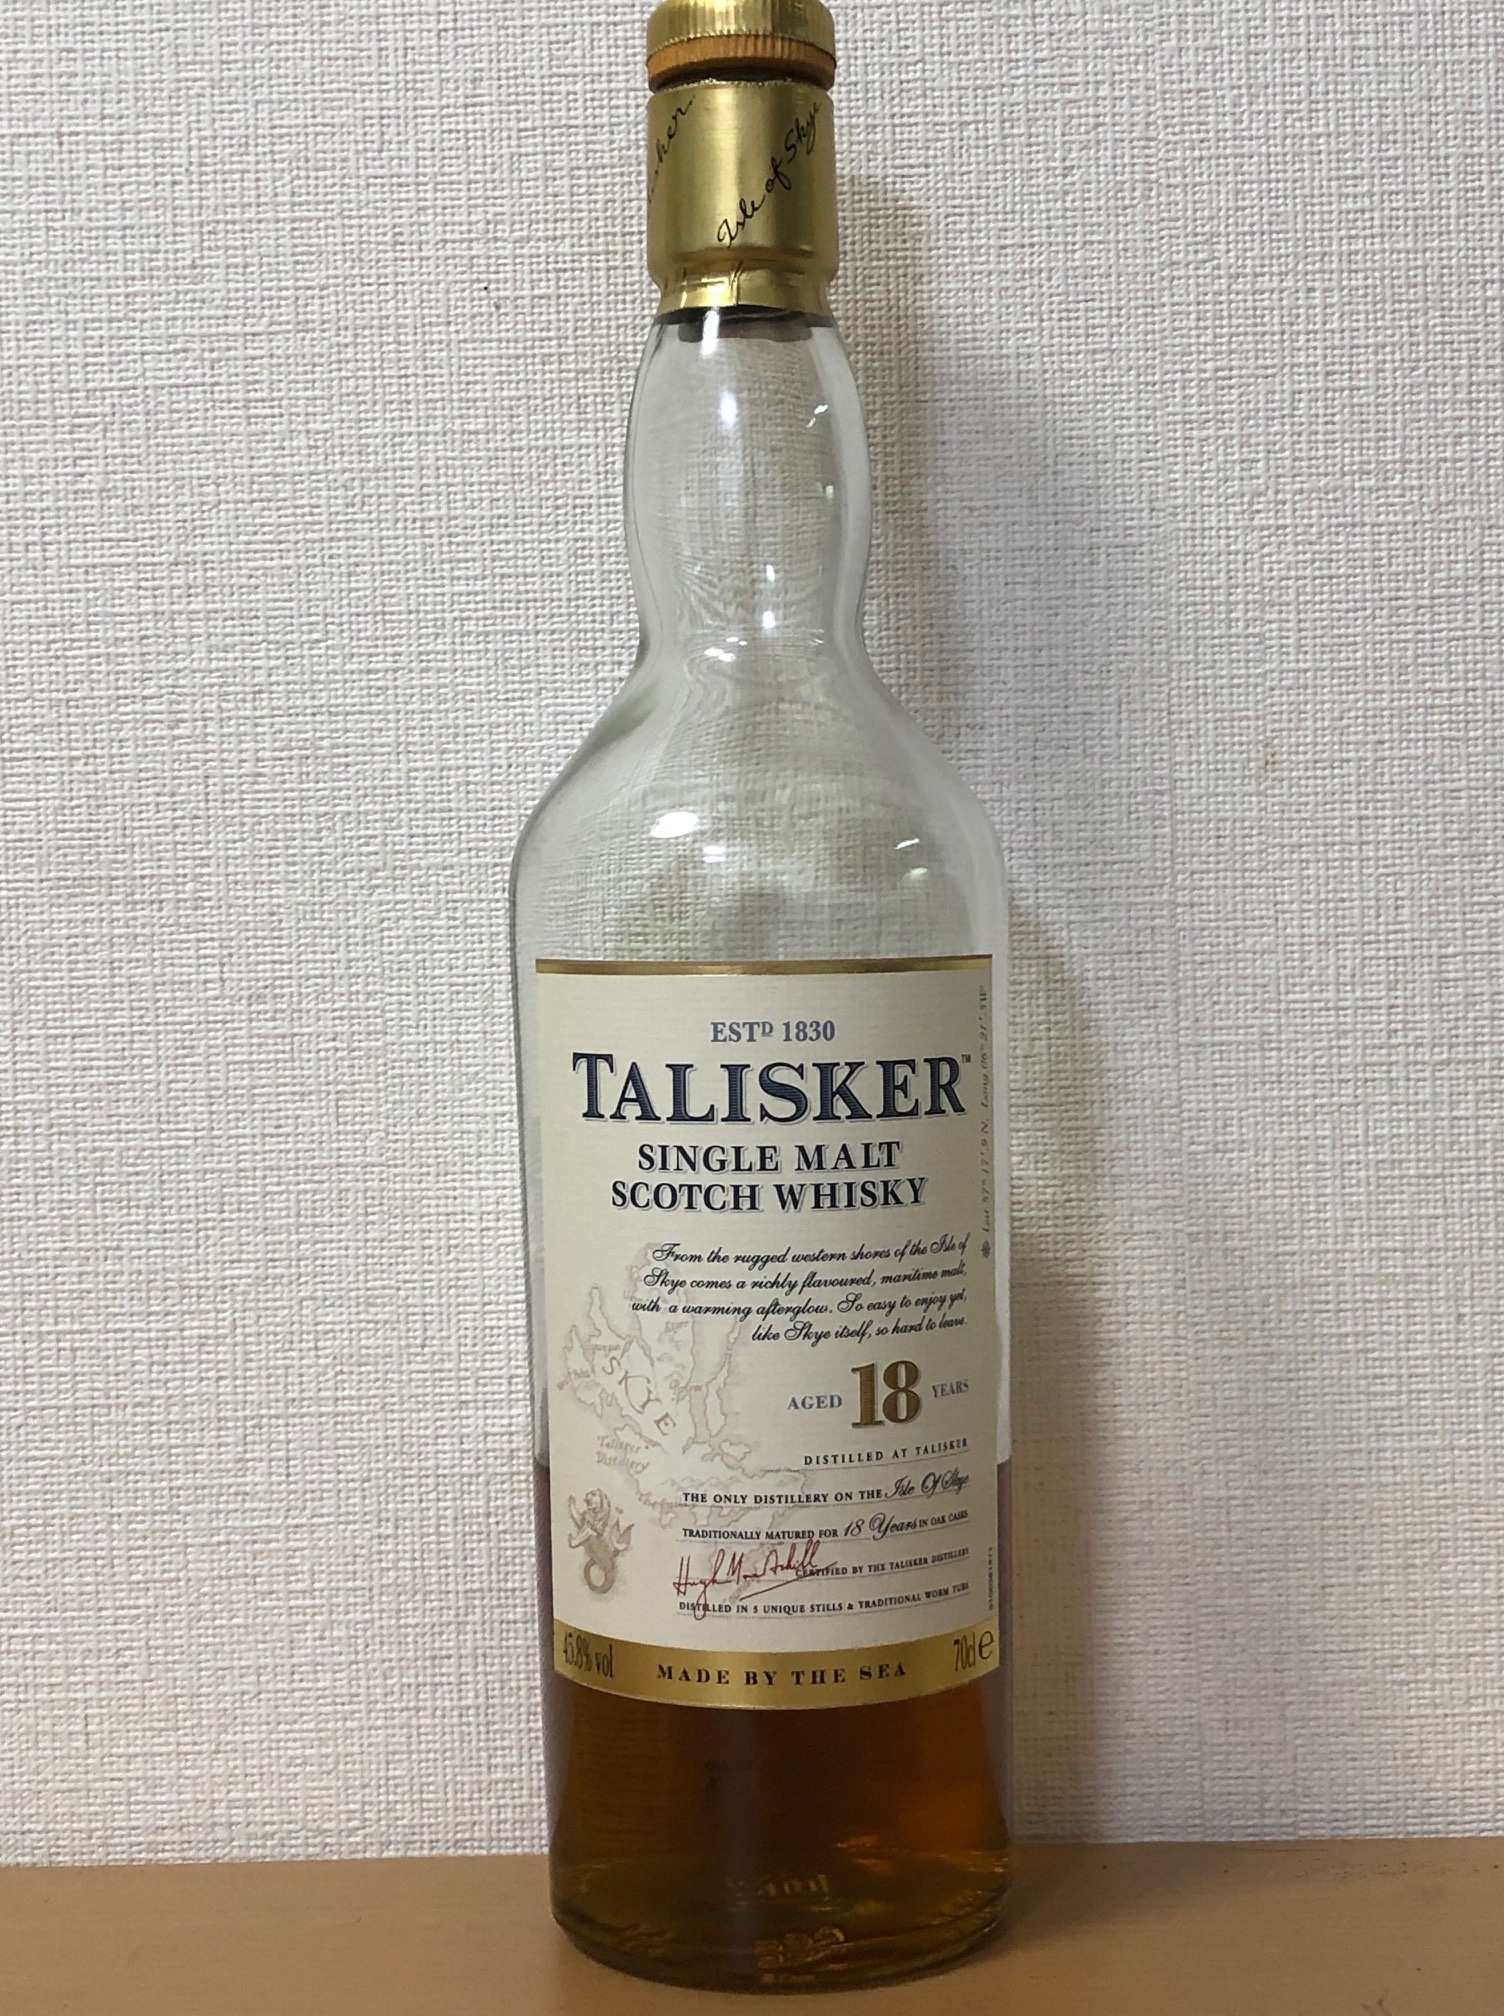 isker
Isle of Skye
ESTD 1830
TALISKER™
SINGLE MALT
SCOTCH WHISKY
From the rugged western shores of the Isle of
Skye comes a richly flavoured, maritime malt,
with a warming afterglow. So easy to enjoy yet,
like Skye itself, so hard to leave.
SKYE
Talisker
Distillery
AGED 18 YEARS
DISTILLED AT TALISKER
THE ONLY DISTILLERY ON THE Isle Of Skye
TRADITIONALLY MATURED FOR 18 Years IN OAK CASKS
CERTIFIED BY THE TALISKER DISTILLERY
DISTILLED IN 5 UNIQUE STILLS & TRADITIONAL WORM TUBS
45.8% vol
MADE BY THE SEA
70cl e